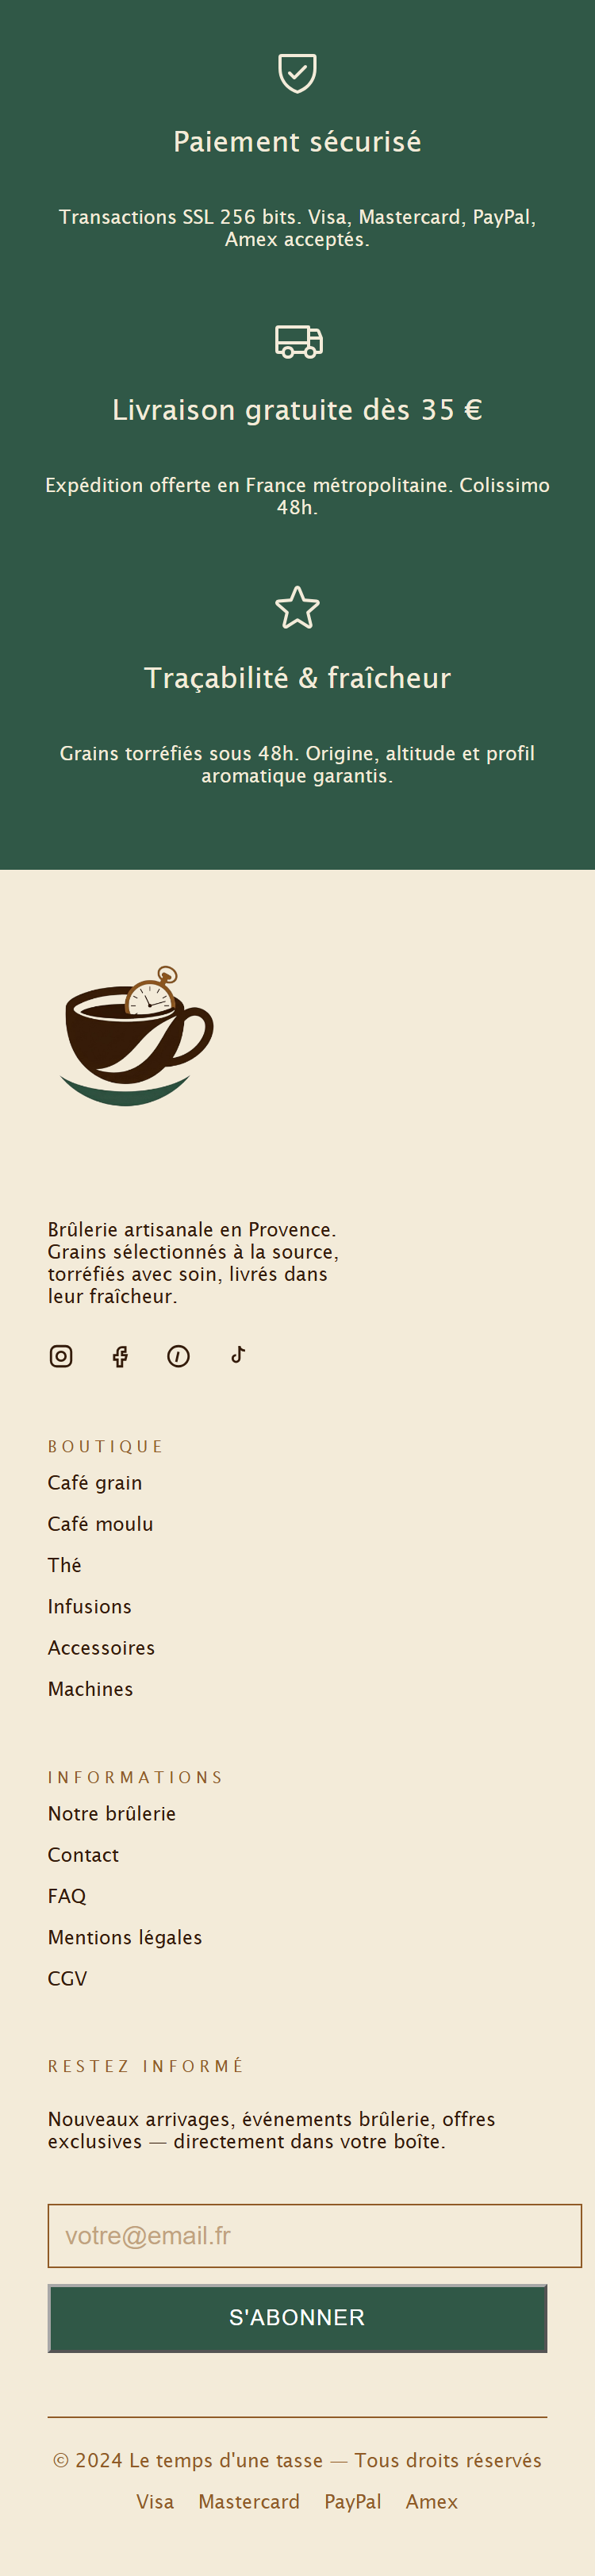 Paiement sécurisé
Transactions SSL 256 bits. Visa, Mastercard, PayPal,
Amex acceptés.
Livraison gratuite dès 35 €
Expédition offerte en France métropolitaine. Colissimo
48h.
Traçabilité & fraîcheur
Grains torréfiés sous 48h. Origine, altitude et profil
aromatique garantis.
Brûlerie artisanale en Provence.
Grains sélectionnés à la source,
torréfiés avec soin, livrés dans
leur fraîcheur.
BOUTIQUE
Café grain
Café moulu
Thé
Infusions
Accessoires
Machines
INFORMATIONS
Notre brûlerie
Contact
FAQ
Mentions légales
CGV
RESTEZ INFORMÉ
Nouveaux arrivages, événements brûlerie, offres
exclusives — directement dans votre boîte.
votre@email.fr
S'ABONNER
© 2024 Le temps d'une tasse — Tous droits réservés
Visa Mastercard PayPal Amex